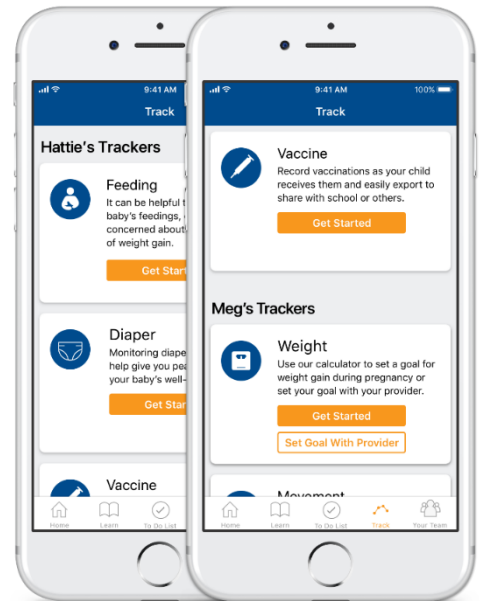 9:41 AM
Track
Hattie's Trackers
Feeding
It can be helpful t
baby's feedings,
concerned about
of weight gain.
Get Star
Diaper
Monitoring diape
help give you pea
your baby's well-
Get Star
Vaccine
Home
Learn
To Do List
9:41 AM
100%
Track
Vaccine
Record vaccinations as your child
receives them and easily export to
share with school or others.
Get Started
Meg's Trackers
Weight
Use our calculator to set a goal for
weight gain during pregnancy or
set your goal with your provider.
Get Started
Set Goal With Provider
Movement
Home
Learn
To Do List
Track
Your Team